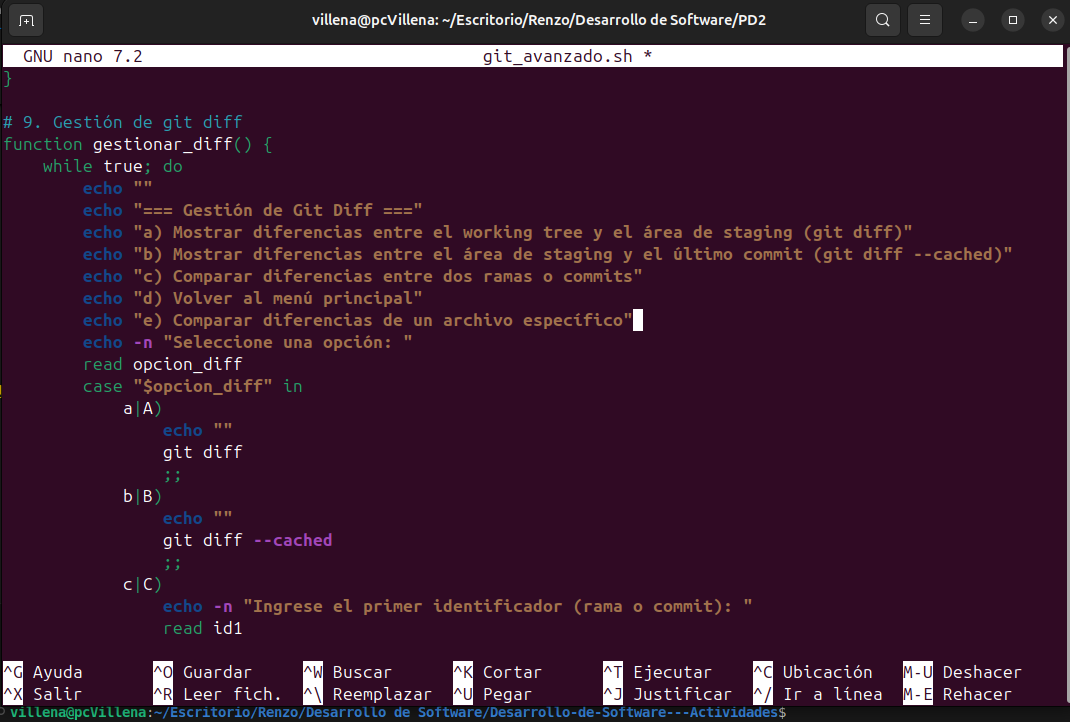 villena@pcVillena: ~/Escritorio/Renzo/Desarrollo de Software/PD2
GNU nano 7.2 git_avanzado.sh *
}
# 9. Gestión de git diff
function gestionar_diff() {
    while true; do
        echo ""
        echo "=== Gestión de Git Diff ==="
        echo "a) Mostrar diferencias entre el working tree y el área de staging (git diff)"
        echo "b) Mostrar diferencias entre el área de staging y el último commit (git diff --cached)"
        echo "c) Comparar diferencias entre dos ramas o commits"
        echo "d) Volver al menú principal"
        echo "e) Comparar diferencias de un archivo específico"
        echo -n "Seleccione una opción: "
        read opcion_diff
        case "$opcion_diff" in
            a|A)
                echo ""
                git diff
                ;;
            b|B)
                echo ""
                git diff --cached
                ;;
            c|C)
                echo -n "Ingrese el primer identificador (rama o commit): "
                read id1
^G Ayuda ^O Guardar ^W Buscar ^K Cortar ^T Ejecutar ^C Ubicación M-U Deshacer
^X Salir ^R Leer fich. ^\ Reemplazar ^U Pegar ^J Justificar ^/ Ir a línea M-E Rehacer
villena@pcVillena:~/Escritorio/Renzo/Desarrollo de Software/Desarrollo-de-Software---Actividades$